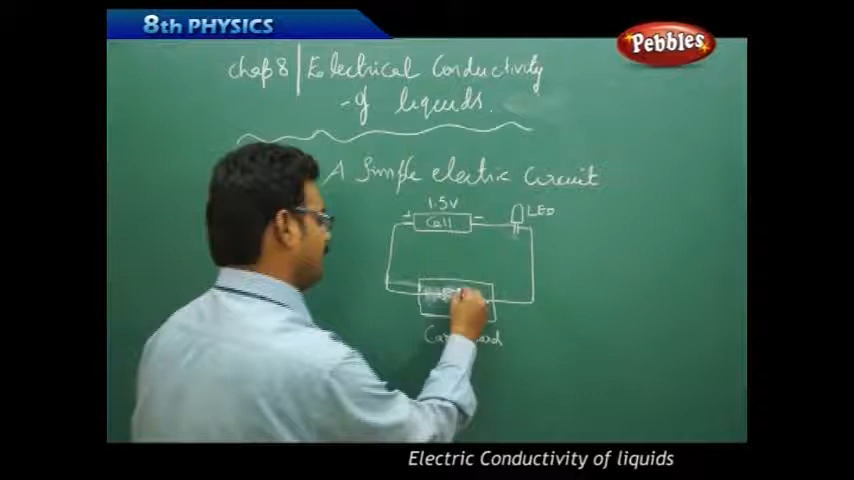 8th PHYSICS
Pebbles
Chap 8 Electrical Conductivity
of liquids.
A Simple electric circuit
1.5V
Cell
LED
Electric Conductivity of liquids